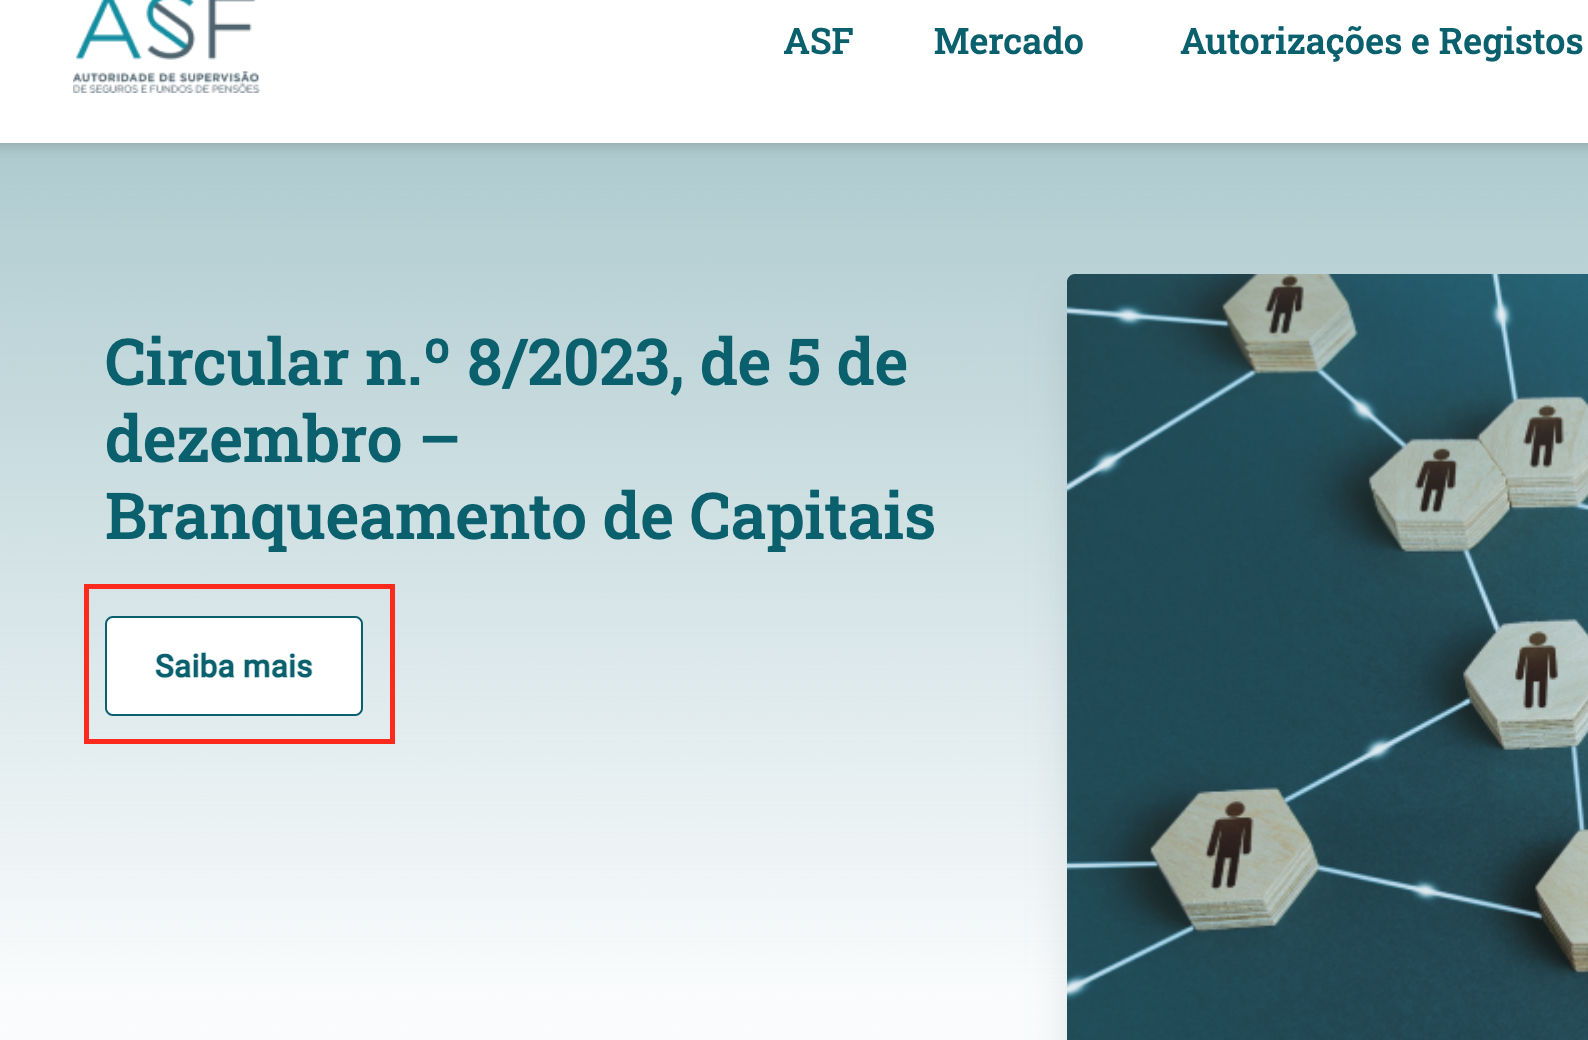 ASF
AUTORIDADE DE SUPERVISÃO
DE SEGUROS E FUNDOS DE PENSÕES
ASF
Mercado
Autorizações e Registos
Circular n.º 8/2023, de 5 de
dezembro –
Branqueamento de Capitais
Saiba mais